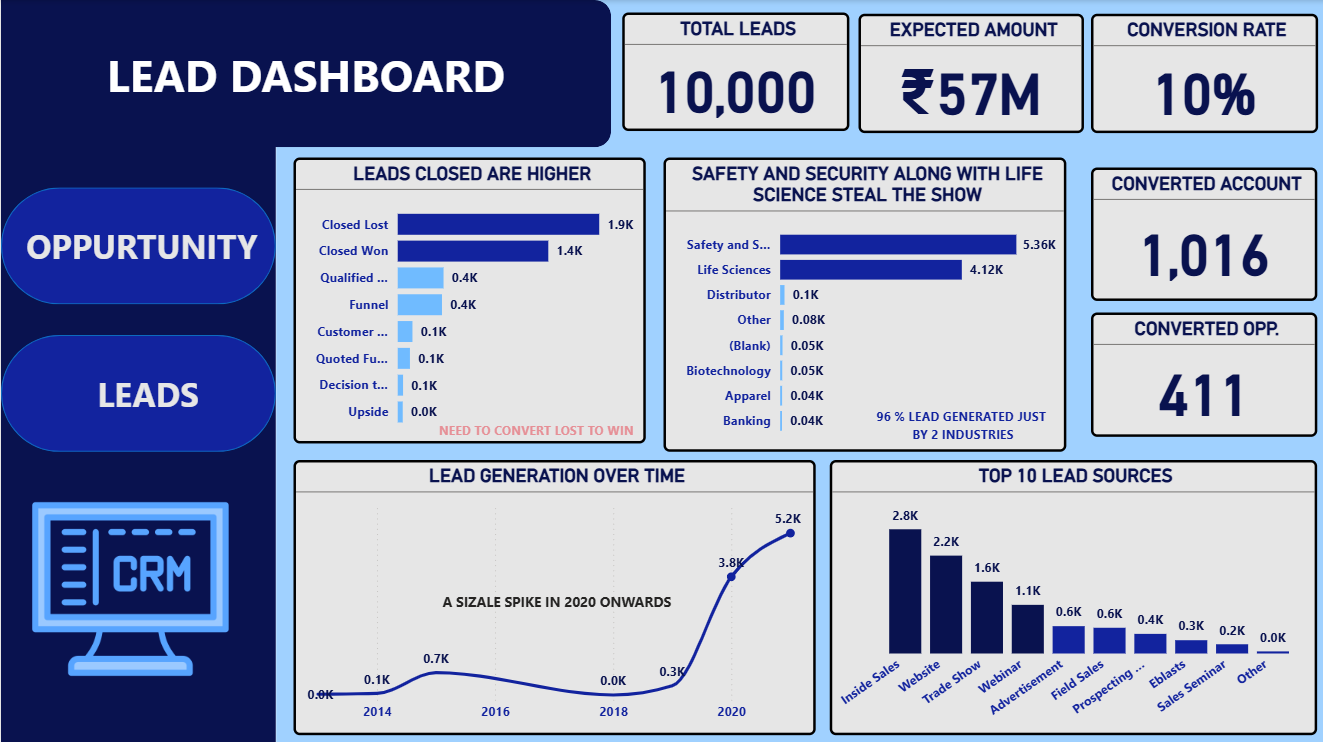 LEAD DASHBOARD
TOTAL LEADS
10,000
EXPECTED AMOUNT
₹57M
CONVERSION RATE
10%
OPPURTUNITY
LEADS
CRM
LEADS CLOSED ARE HIGHER
Closed Lost 1.9K
Closed Won 1.4K
Qualified ... 0.4K
Funnel 0.4K
Customer ... 0.1K
Quoted Fu... 0.1K
Decision t... 0.1K
Upside 0.0K
NEED TO CONVERT LOST TO WIN
SAFETY AND SECURITY ALONG WITH LIFE
SCIENCE STEAL THE SHOW
Safety and S... 5.36K
Life Sciences 4.12K
Distributor 0.1K
Other 0.08K
(Blank) 0.05K
Biotechnology 0.05K
Apparel 0.04K
Banking 0.04K
96 % LEAD GENERATED JUST
BY 2 INDUSTRIES
CONVERTED ACCOUNT
1,016
CONVERTED OPP.
411
LEAD GENERATION OVER TIME
5.2K
3.8K
A SIZALE SPIKE IN 2020 ONWARDS
0.0K 0.1K 0.7K 0.0K 0.3K
2014 2016 2018 2020
TOP 10 LEAD SOURCES
2.8K 2.2K 1.6K 1.1K 0.6K 0.6K 0.4K 0.3K 0.2K 0.0K
Inside Sales
Website
Trade Show
Webinar
Advertisement
Field Sales
Prospecting ...
Eblasts
Sales Seminar
Other